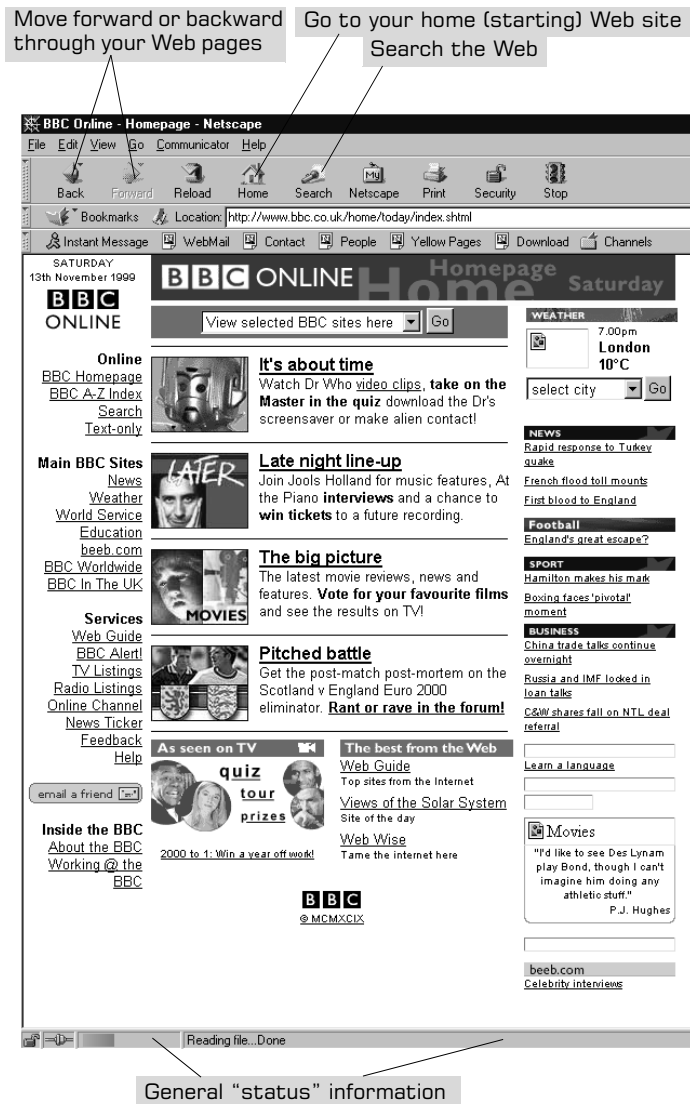 Move forward or backward
through your Web pages
Go to your home (starting) Web site
Search the Web
BBC Online - Homepage - Netscape
File Edit View Go Communicator Help
Back Forward Reload Home Search Netscape Print Security Stop
My
Bookmarks Location: http://www.bbc.co.uk/home/today/index.shtml
Instant Message WebMail Contact People Yellow Pages Download Channels
SATURDAY
13th November 1999
BBC
ONLINE
Online
BBC Homepage
BBC A-Z Index
Search
Text-only
Main BBC Sites
News
Weather
World Service
Education
beeb.com
BBC Worldwide
BBC In The UK
Services
Web Guide
BBC Alert!
TV Listings
Radio Listings
Online Channel
News Ticker
Feedback
Help
email a friend
Inside the BBC
About the BBC
Working @ the
BBC
BBC ONLINE Homepage
Home Saturday
View selected BBC sites here Go
It's about time
Watch Dr Who video clips, take on the
Master in the quiz download the Dr's
screensaver or make alien contact!
LATER
Late night line-up
Join Jools Holland for music features, At
the Piano interviews and a chance to
win tickets to a future recording.
MOVIES
The big picture
The latest movie reviews, news and
features. Vote for your favourite films
and see the results on TV!
Pitched battle
Get the post-match post-mortem on the
Scotland v England Euro 2000
eliminator. Rant or rave in the forum!
As seen on TV
quiz
tour
prizes
2000 to 1: Win a year off work!
The best from the Web
Web Guide
Top sites from the Internet
Views of the Solar System
Site of the day
Web Wise
Tame the internet here
BBC
© MCMXCIX
WEATHER
7.00pm
London
10°C
select city Go
NEWS
Rapid response to Turkey
quake
French flood toll mounts
First blood to England
Football
England's great escape?
SPORT
Hamilton makes his mark
Boxing faces 'pivotal'
moment
BUSINESS
China trade talks continue
overnight
Russia and IMF locked in
loan talks
C&W shares fall on NTL deal
referral
Learn a language
Movies
"I'd like to see Des Lynam
play Bond, though I can't
imagine him doing any
athletic stuff."
P.J. Hughes
beeb.com
Celebrity interviews
Reading file...Done
General “status” information